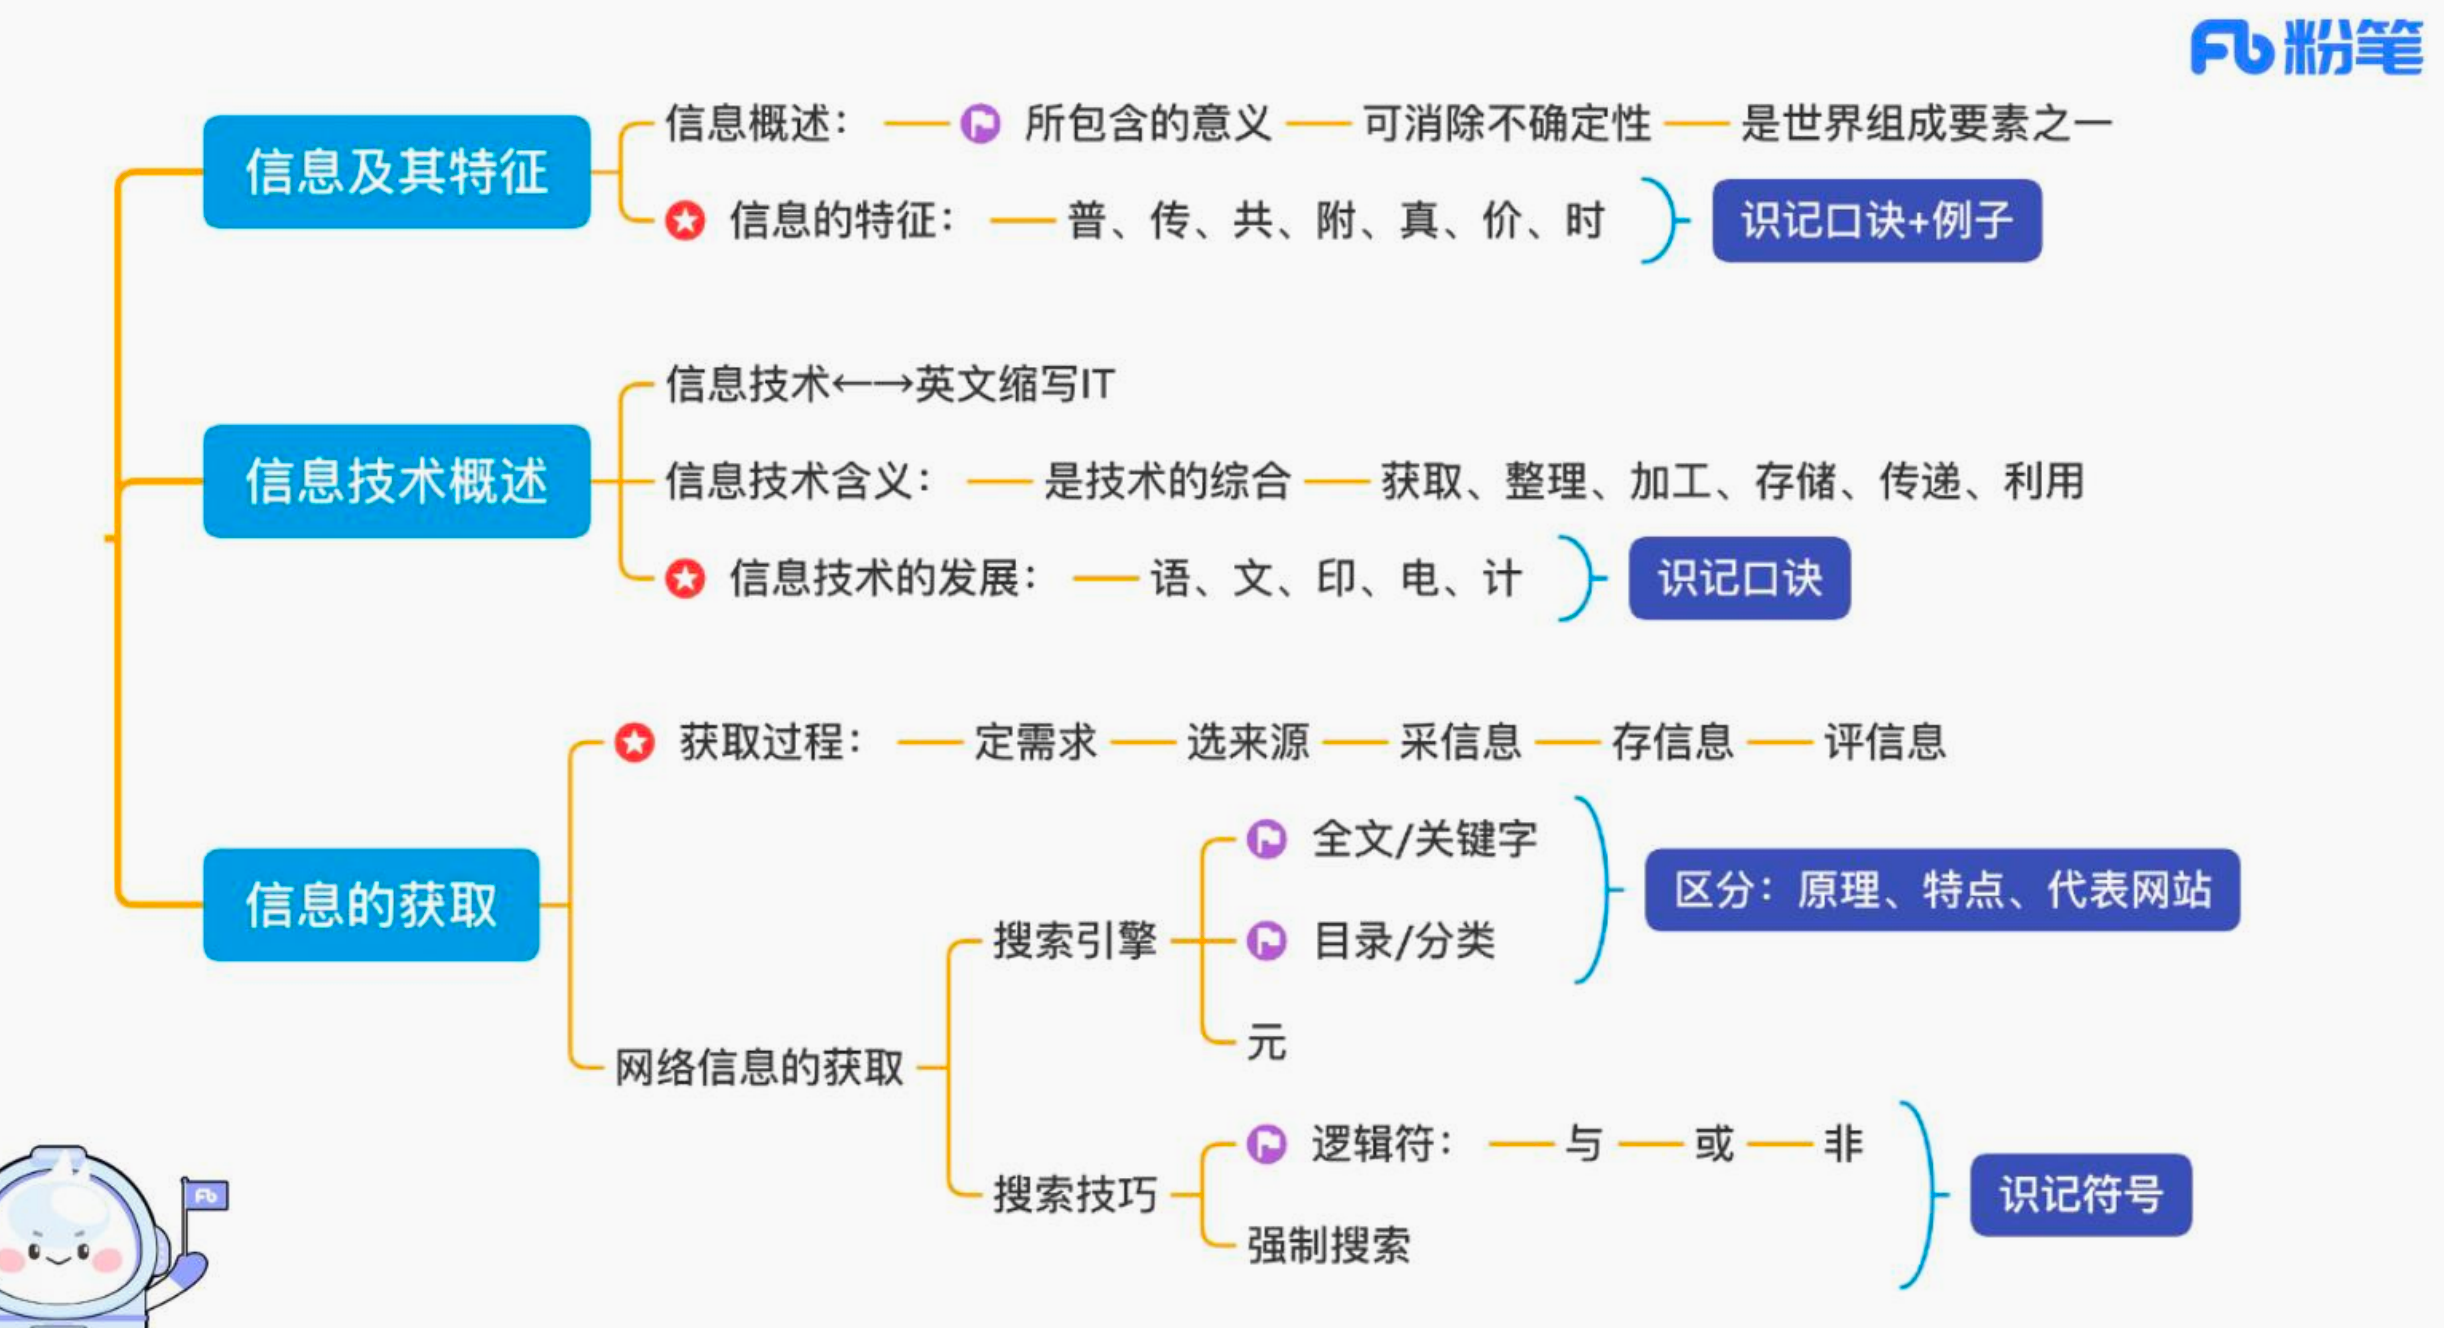 粉笔
信息及其特征
信息概述： 所包含的意义 可消除不确定性 是世界组成要素之一
信息的特征： 普、传、共、附、真、价、时 识记口诀+例子
信息技术概述
信息技术←→英文缩写IT
信息技术含义： 是技术的综合 获取、整理、加工、存储、传递、利用
信息技术的发展： 语、文、印、电、计 识记口诀
信息的获取
获取过程： 定需求 选来源 采信息 存信息 评信息
网络信息的获取
搜索引擎
全文/关键字
目录/分类
元
区分：原理、特点、代表网站
搜索技巧
逻辑符： 与 或 非
强制搜索
识记符号
Fb